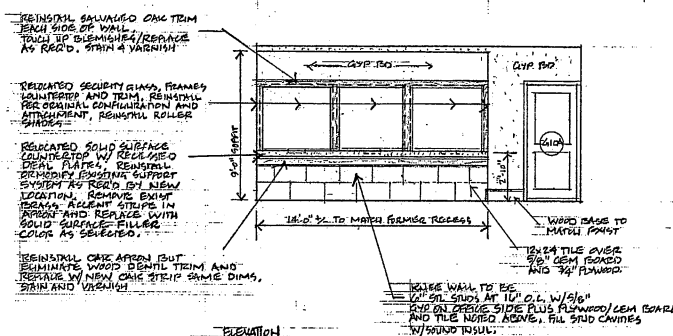 REINSTALL SALVAGED OAK TRIM
EACH SIDE OF WALL.
TOUCH UP BLEMISHES/REPLACE
AS REQ'D. STAIN & VARNISH
RELOCATED SECURITY GLASS, FRAMES
COUNTERTOP AND TRIM. REINSTALL
PER ORIGINAL CONFIGURATION AND
ATTACHMENT. REINSTALL ROLLER
SHADES
RELOCATED SOLID SURFACE
COUNTERTOP W/ RECESSED
DEAL PLATES. REINSTALL
OR MODIFY EXISTING SUPPORT
SYSTEM AS REQ'D BY NEW
LOCATION. REMOVE EXIST
BRASS ACCENT STRIPS IN
APRON AND REPLACE WITH
SOLID SURFACE FILLER
COLOR AS SELECTED.
REINSTALL OAK APRON BUT
ELIMINATE WOOD DENTIL TRIM AND
REPLACE W/ NEW OAK STRIP SAME DIMS.
STAIN AND VARNISH
GYP BD
GYP BD
9'-0" SOFFIT
14'-0" +/- TO MATCH FORMER RECESS
WOOD BASE TO
MATCH EXIST
12x24 TILE OVER
5/8" CEM BOARD
AND 3/4" PLYWOOD.
KNEE WALL TO BE
6" STL STUDS AT 16" O.C. W/ 5/8"
GYP ON OFFICE SIDE PLUS PLYWOOD/CEM BOARD
AND TILE NOTED ABOVE. FILL STUD CAVITIES
W/ SOUND INSUL.
ELEVATION